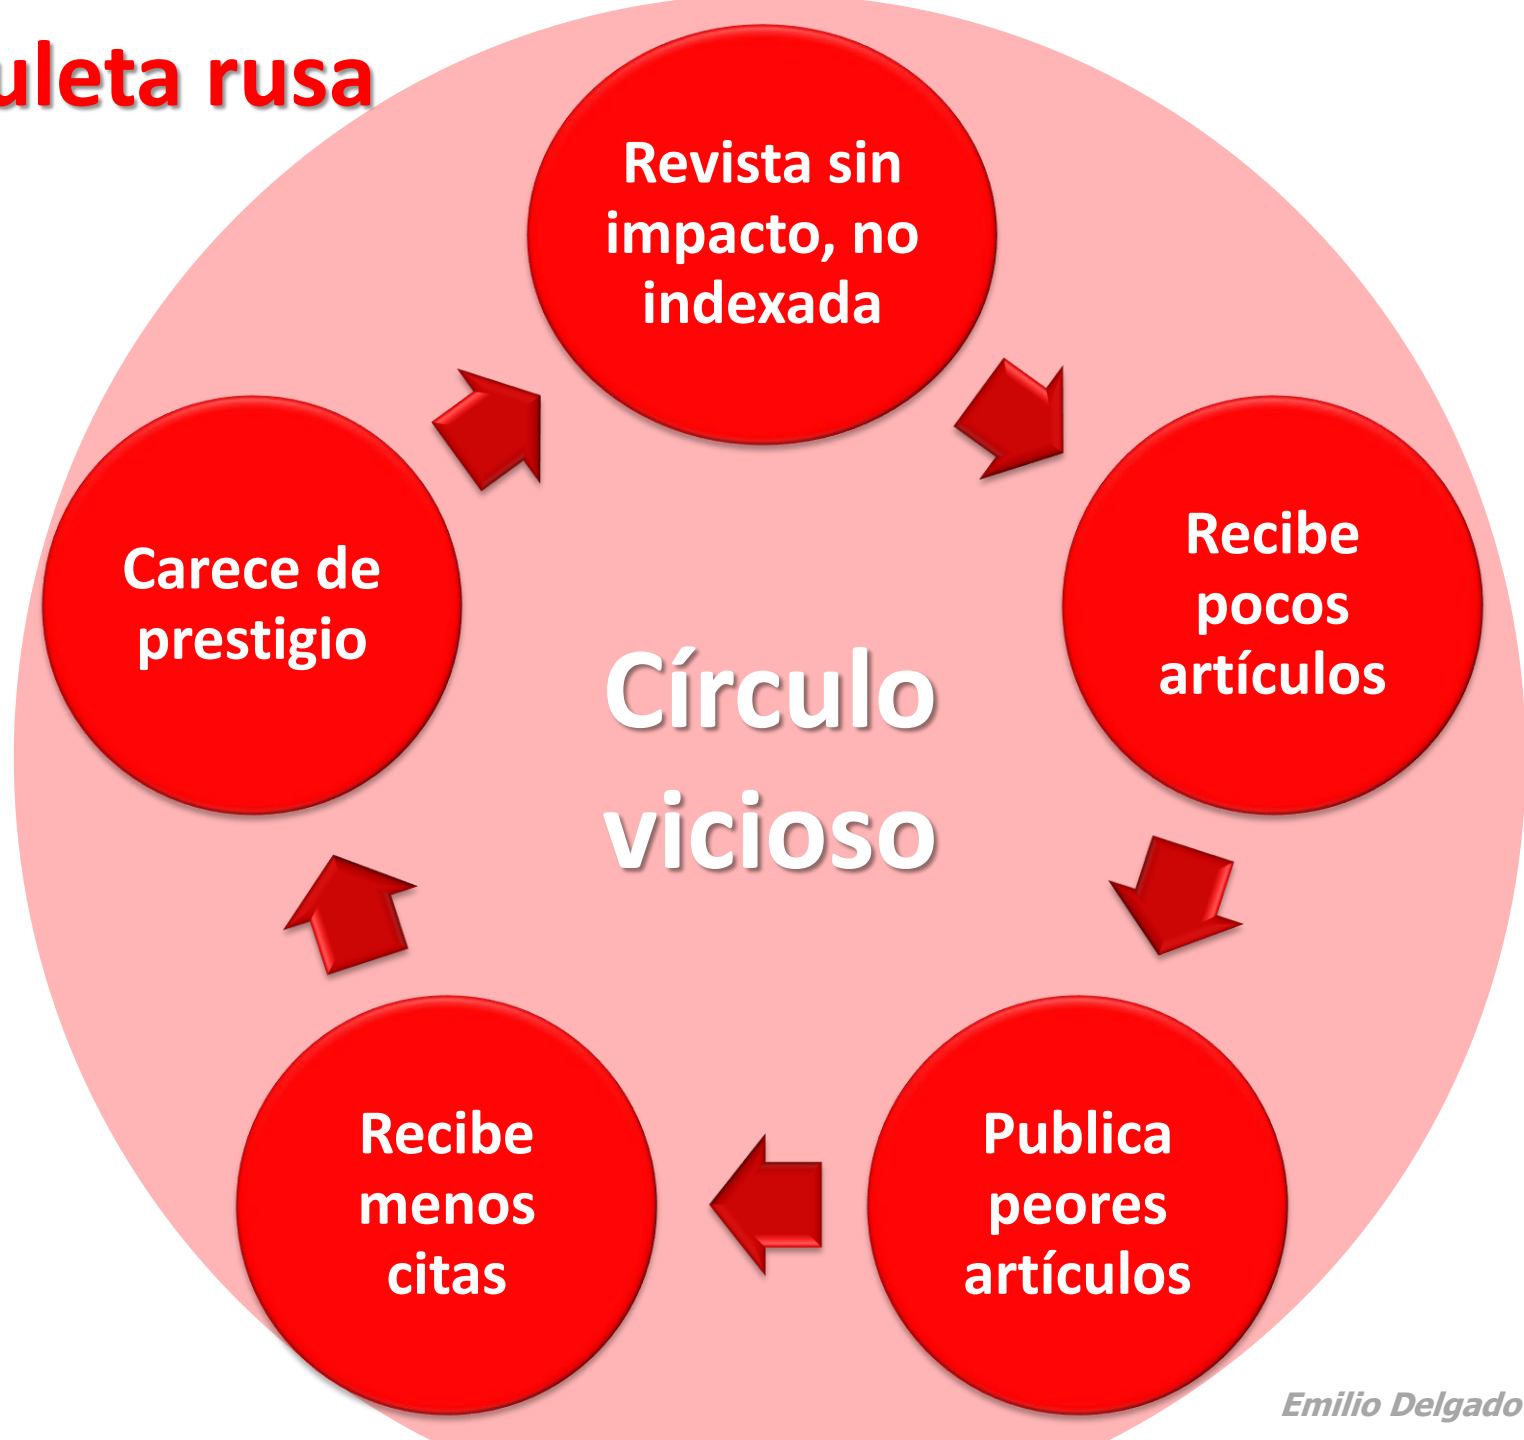 uleta rusa
Revista sin
impacto, no
indexada
Recibe
pocos
artículos
Publica
peores
artículos
Recibe
menos
citas
Carece de
prestigio
Círculo
vicioso
Emilio Delgado